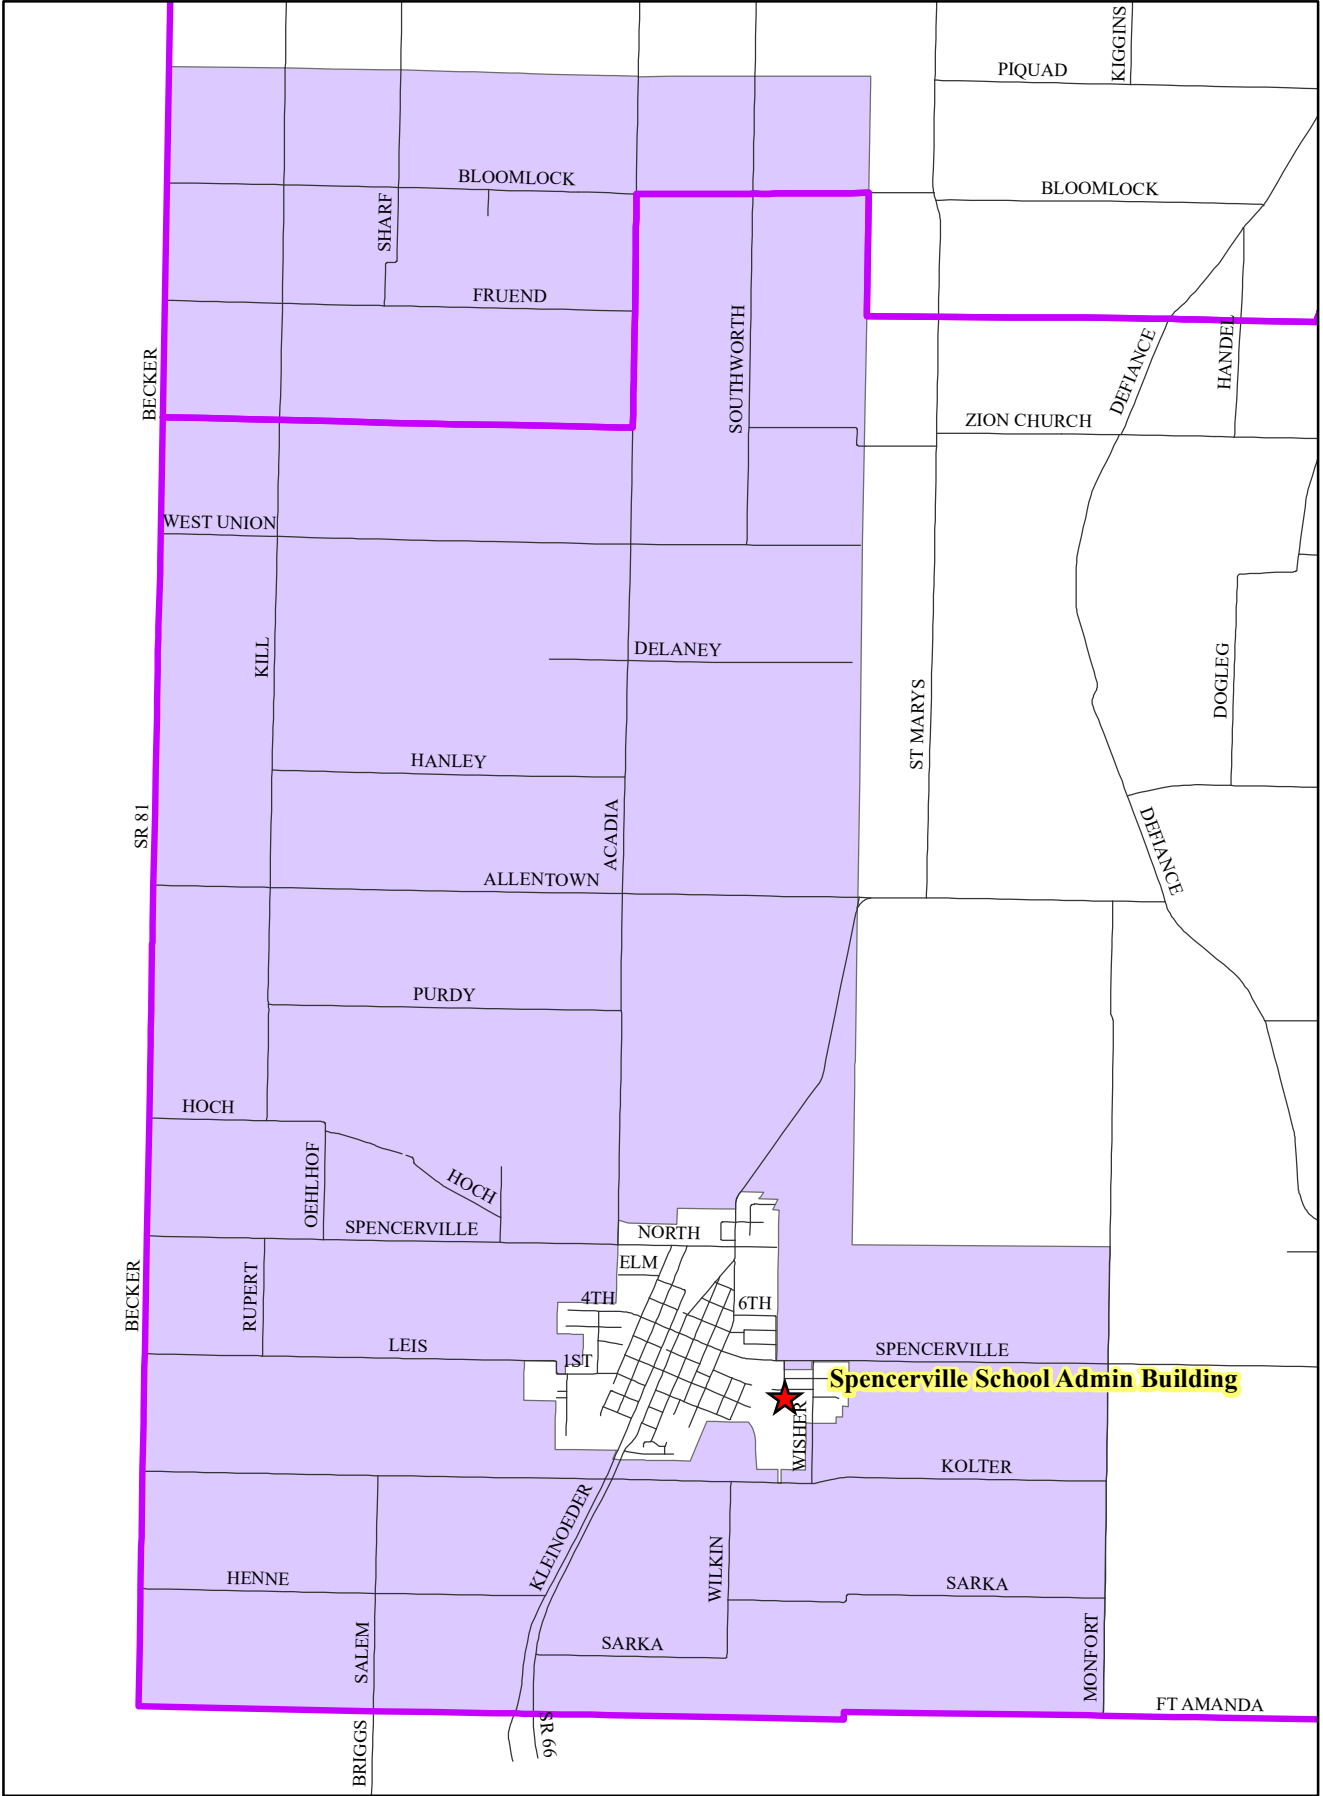 KIGGINS
PIQUAD
BLOOMLOCK
BLOOMLOCK
SHARF
FRUEND
SOUTHWORTH
HANDEL
DEFIANCE
BECKER
ZION CHURCH
WEST UNION
KILL
DELANEY
DOGLEG
ST MARYS
HANLEY
SR 81
ACADIA
DEFIANCE
ALLENTOWN
PURDY
HOCH
OEHLHOF
HOCH
SPENCERVILLE
NORTH
ELM
BECKER
RUPERT
4TH
6TH
LEIS
1ST
SPENCERVILLE
Spencerville School Admin Building
WISHER
KOLTER
KLEINOEDER
WILKIN
HENNE
SARKA
SALEM
SARKA
MONFORT
FT AMANDA
BRIGGS
SR 66